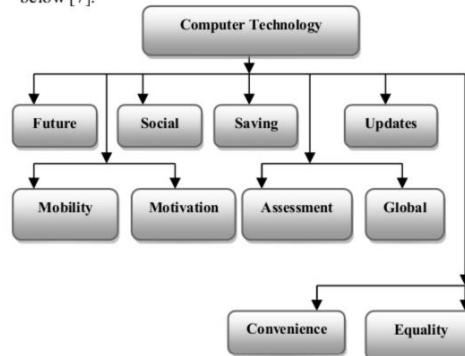 below [7].
Computer Technology
Future Social Saving Updates
Mobility Motivation Assessment Global
Convenience Equality